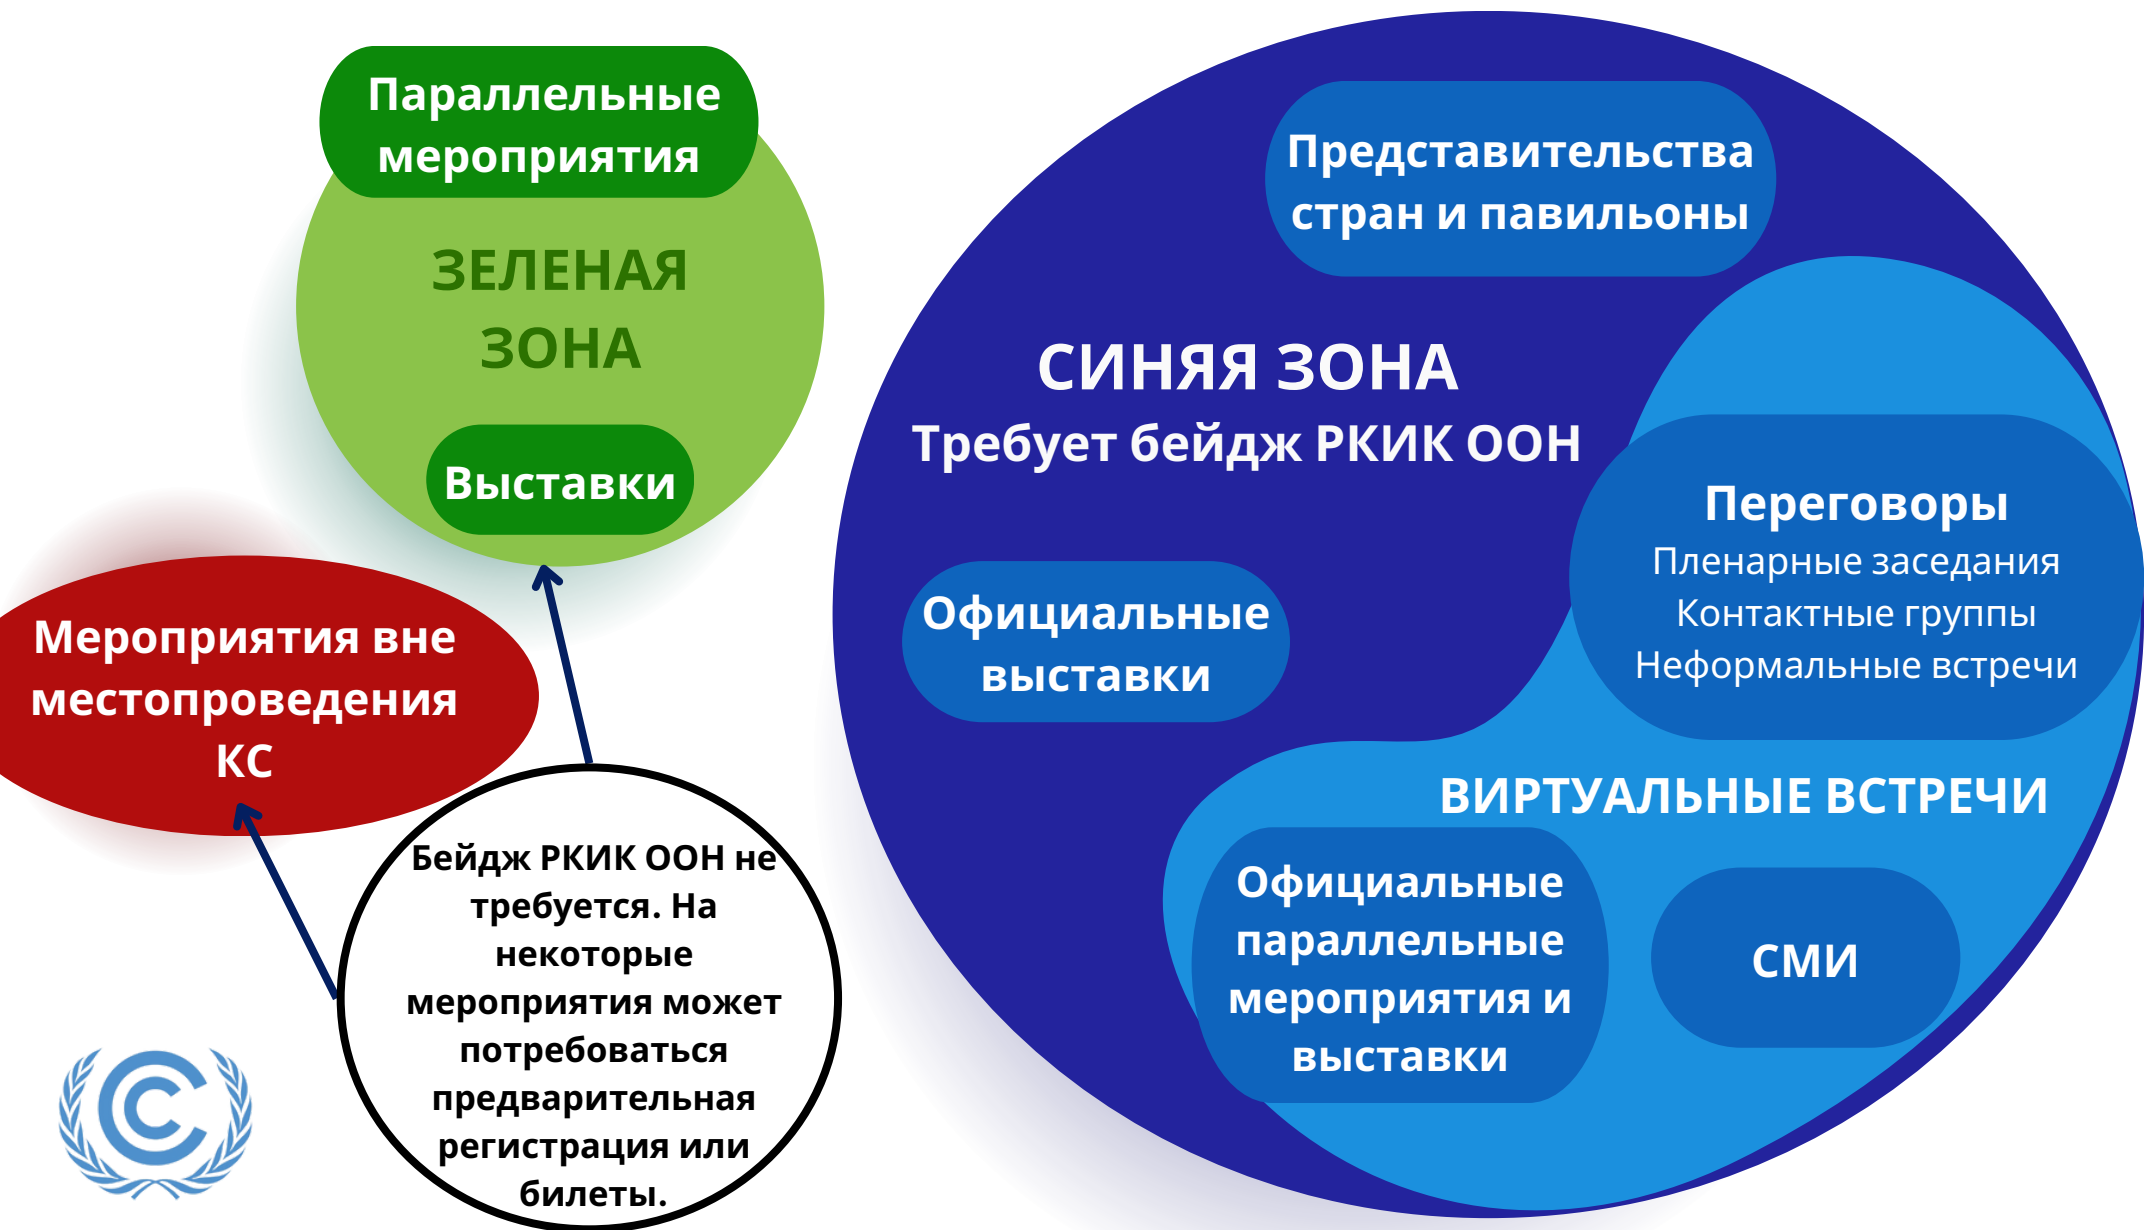 Параллельные
мероприятия
ЗЕЛЕНАЯ
ЗОНА
Выставки
Мероприятия вне
местопроведения
КС
Бейдж РКИК ООН не
требуется. На
некоторые
мероприятия может
потребоваться
предварительная
регистрация или
билеты.
Представительства
стран и павильоны
СИНЯЯ ЗОНА
Требует бейдж РКИК ООН
Официальные
выставки
Переговоры
Пленарные заседания
Контактные группы
Неформальные встречи
ВИРТУАЛЬНЫЕ ВСТРЕЧИ
Официальные
параллельные
мероприятия и
выставки
СМИ